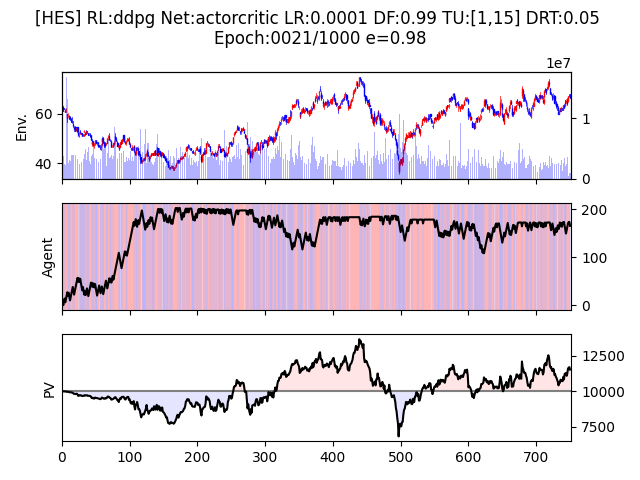 [HES] RL:ddpg Net:actorcritic LR:0.0001 DF:0.99 TU:[1,15] DRT:0.05
Epoch:0021/1000 e=0.98
1e7
Env.
60
40
1
0
Agent
200
100
0
PV
12500
10000
7500
0 100 200 300 400 500 600 700